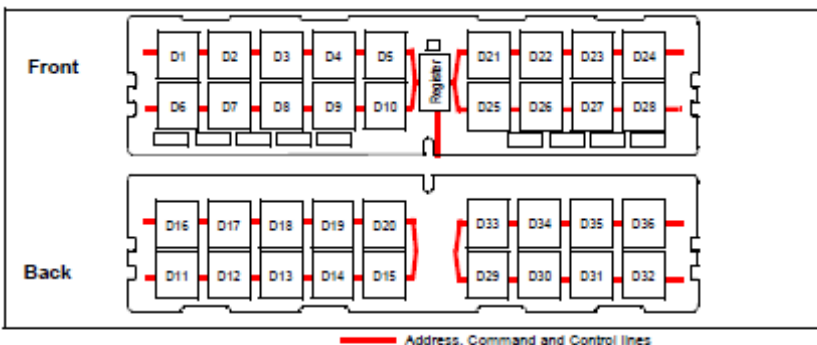 Front
D1 D2 D3 D4 D5 Register D21 D22 D23 D24
D6 D7 D8 D9 D10 D25 D26 D27 D28
Back
D16 D17 D18 D19 D20 D33 D34 D35 D36
D11 D12 D13 D14 D15 D29 D30 D31 D32
Address, Command and Control lines